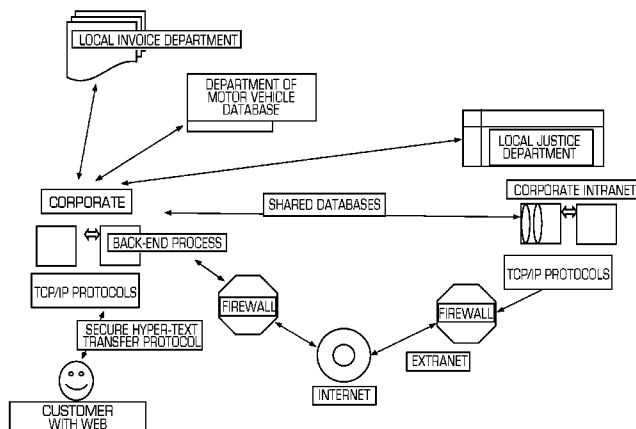 LOCAL INVOICE DEPARTMENT
DEPARTMENT OF
MOTOR VEHICLE
DATABASE
LOCAL JUSTICE
DEPARTMENT
CORPORATE
SHARED DATABASES
CORPORATE INTRANET
BACK-END PROCESS
TCP/IP PROTOCOLS
TCP/IP PROTOCOLS
FIREWALL
FIREWALL
SECURE HYPER-TEXT
TRANSFER PROTOCOL
EXTRANET
INTERNET
CUSTOMER
WITH WEB